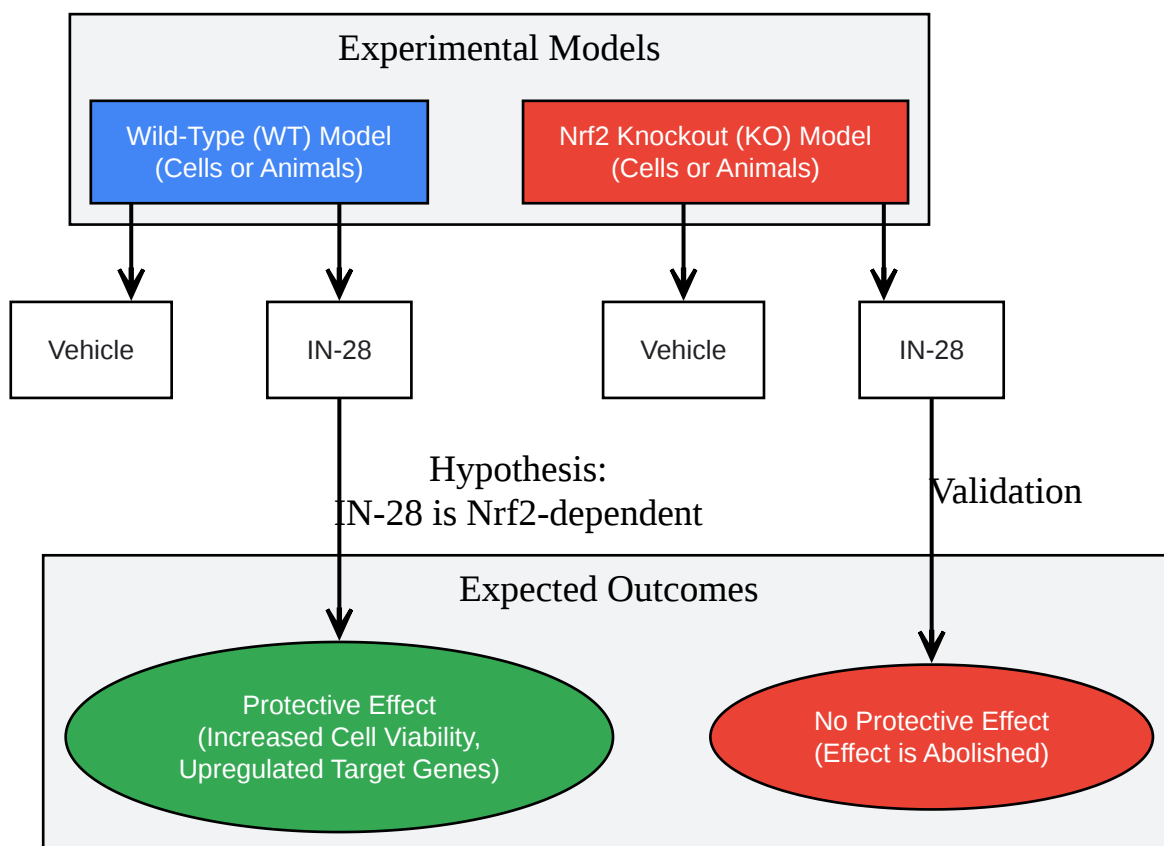 Experimental Models
Wild-Type (WT) Model
(Cells or Animals)
Nrf2 Knockout (KO) Model
(Cells or Animals)
Vehicle
IN-28
Vehicle
IN-28
Hypothesis:
IN-28 is Nrf2-dependent
Validation
Expected Outcomes
Protective Effect
(Increased Cell Viability,
Upregulated Target Genes)
No Protective Effect
(Effect is Abolished)